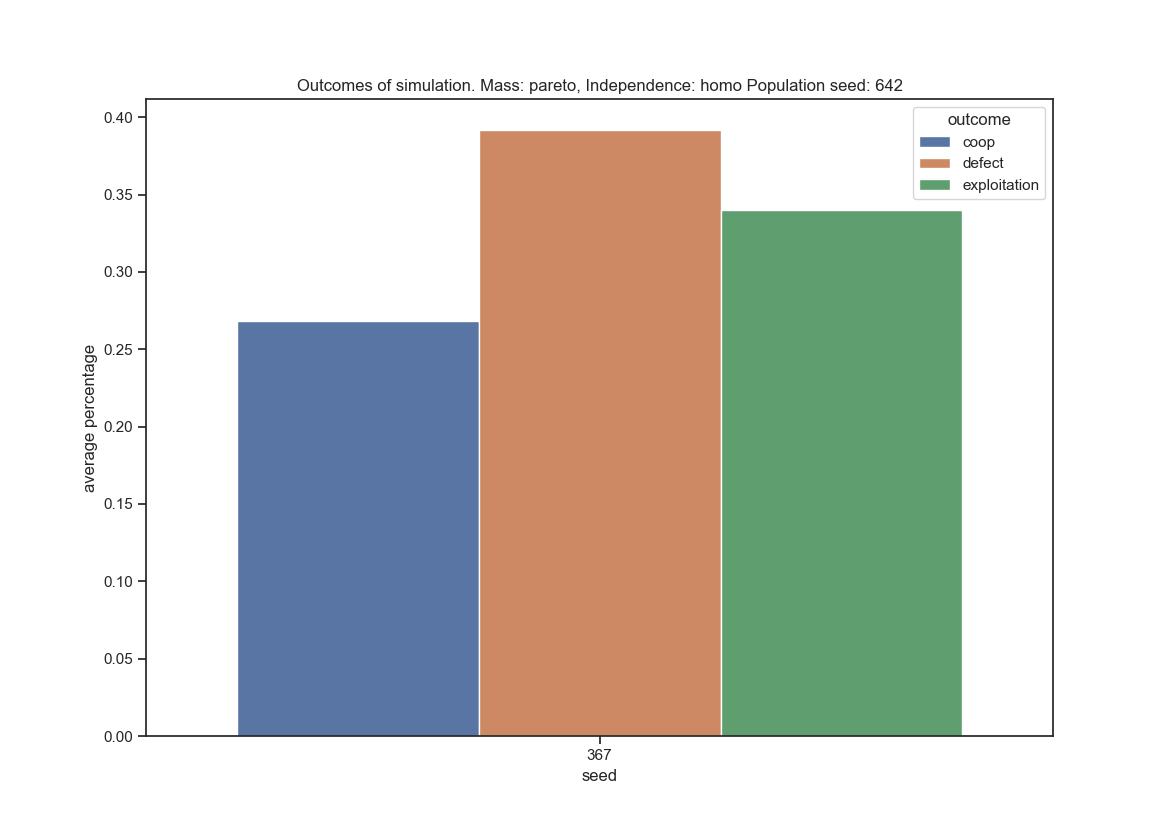 Outcomes of simulation. Mass: pareto, Independence: homo Population seed: 642
outcome
coop
defect
exploitation
average percentage
0.40
0.35
0.30
0.25
0.20
0.15
0.10
0.05
0.00
367
seed